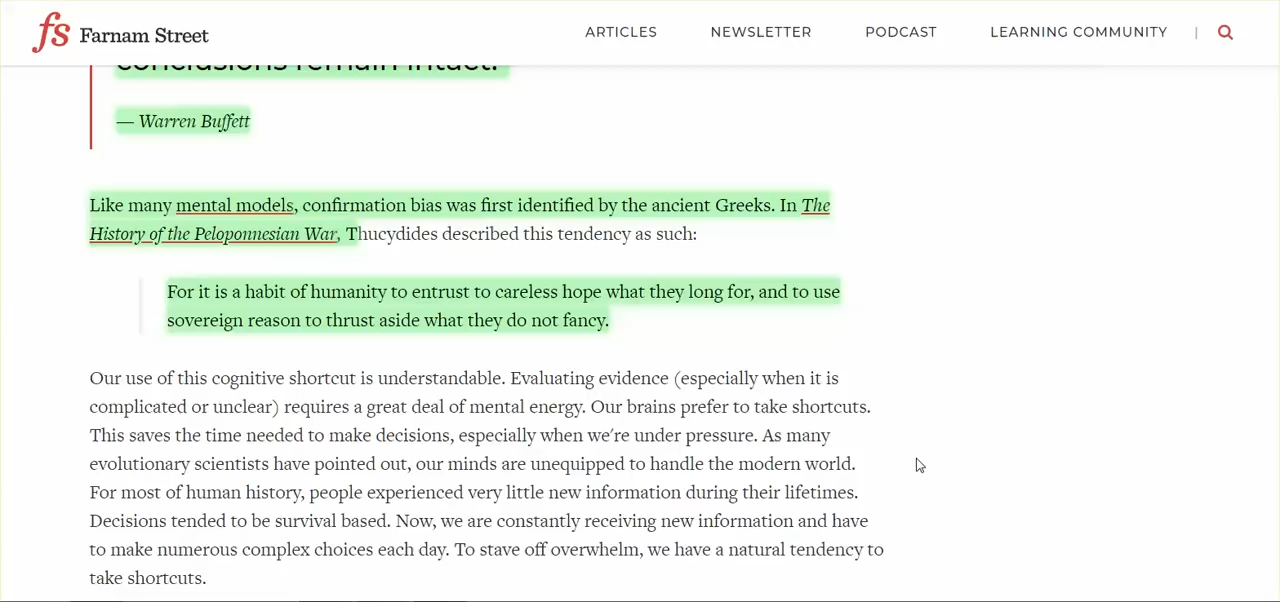 fs Farnam Street
ARTICLES NEWSLETTER PODCAST LEARNING COMMUNITY |
conclusions remain intact.
— Warren Buffett
Like many mental models, confirmation bias was first identified by the ancient Greeks. In The
History of the Peloponnesian War, Thucydides described this tendency as such:
For it is a habit of humanity to entrust to careless hope what they long for, and to use
sovereign reason to thrust aside what they do not fancy.
Our use of this cognitive shortcut is understandable. Evaluating evidence (especially when it is
complicated or unclear) requires a great deal of mental energy. Our brains prefer to take shortcuts.
This saves the time needed to make decisions, especially when we're under pressure. As many
evolutionary scientists have pointed out, our minds are unequipped to handle the modern world.
For most of human history, people experienced very little new information during their lifetimes.
Decisions tended to be survival based. Now, we are constantly receiving new information and have
to make numerous complex choices each day. To stave off overwhelm, we have a natural tendency to
take shortcuts.